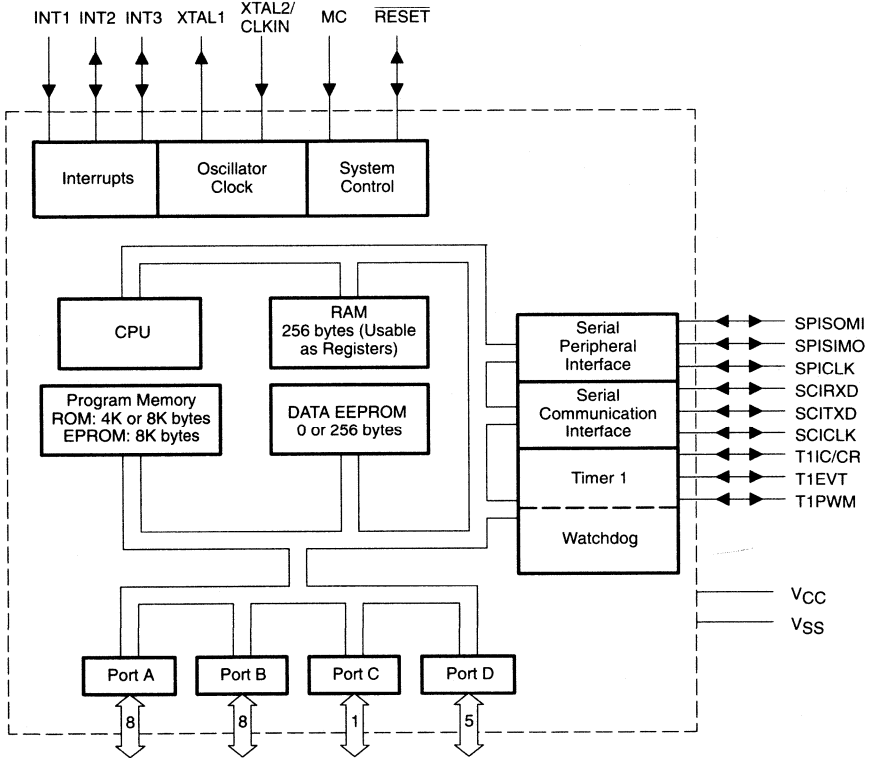 INT1 INT2 INT3 XTAL1 XTAL2/ MC RESET
CLKIN
Interrupts
Oscillator
Clock
System
Control
CPU
RAM
256 bytes (Usable
as Registers)
Program Memory
ROM: 4K or 8K bytes
EPROM: 8K bytes
DATA EEPROM
0 or 256 bytes
Serial
Peripheral
Interface
Serial
Communication
Interface
Timer 1
Watchdog
SPISOMI
SPISIMO
SPICLK
SCIRXD
SCITXD
SCICLK
T1IC/CR
T1EVT
T1PWM
VCC
VSS
Port A
Port B
Port C
Port D
8
8
1
5